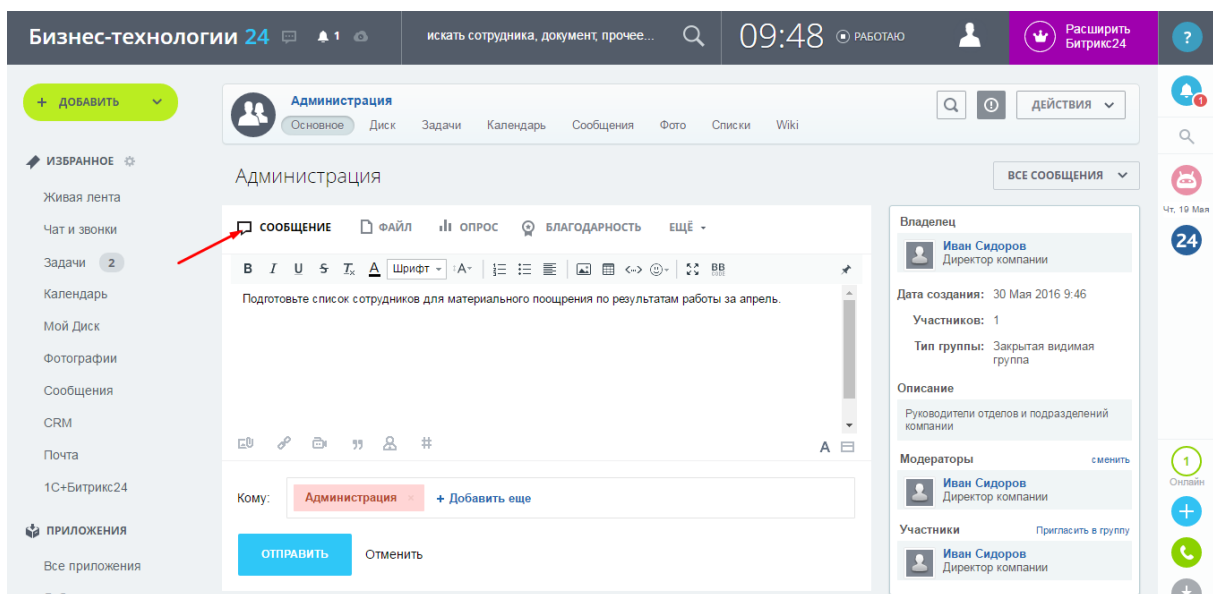 Бизнес-технологии 24
1
искать сотрудника, документ, прочее...
09:48
РАБОТАЮ
Расширить
Битрикс24
?
+ ДОБАВИТЬ
ИЗБРАННОЕ
Живая лента
Чат и звонки
Задачи 2
Календарь
Мой Диск
Фотографии
Сообщения
CRM
Почта
1С+Битрикс24
ПРИЛОЖЕНИЯ
Все приложения
Администрация
Основное Диск Задачи Календарь Сообщения Фото Списки Wiki
ДЕЙСТВИЯ
Администрация
ВСЕ СООБЩЕНИЯ
СООБЩЕНИЕ ФАЙЛ ОПРОС БЛАГОДАРНОСТЬ ЕЩЁ
B I U S Tx A Шрифт A BB CODE
Подготовьте список сотрудников для материального поощрения по результатам работы за апрель.
# A
Кому: Администрация × + Добавить еще
ОТПРАВИТЬ Отменить
Владелец
Иван Сидоров
Директор компании
Дата создания: 30 Мая 2016 9:46
Участников: 1
Тип группы: Закрытая видимая
группа
Описание
Руководители отделов и подразделений
компании
Модераторы сменить
Иван Сидоров
Директор компании
Участники Пригласить в группу
Иван Сидоров
Директор компании
1
Чт, 19 Мая
24
1
Онлайн